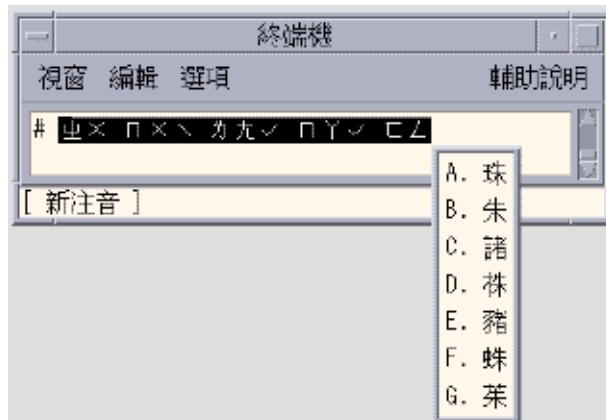 終端機
視窗 編輯 選項 輔助說明
# ㄓㄨ ㄇㄨˋ ㄌㄤˇ ㄇㄚˇ ㄈㄥ
[ 新注音 ]
A. 珠
B. 朱
C. 諸
D. 株
E. 豬
F. 蛛
G. 茱